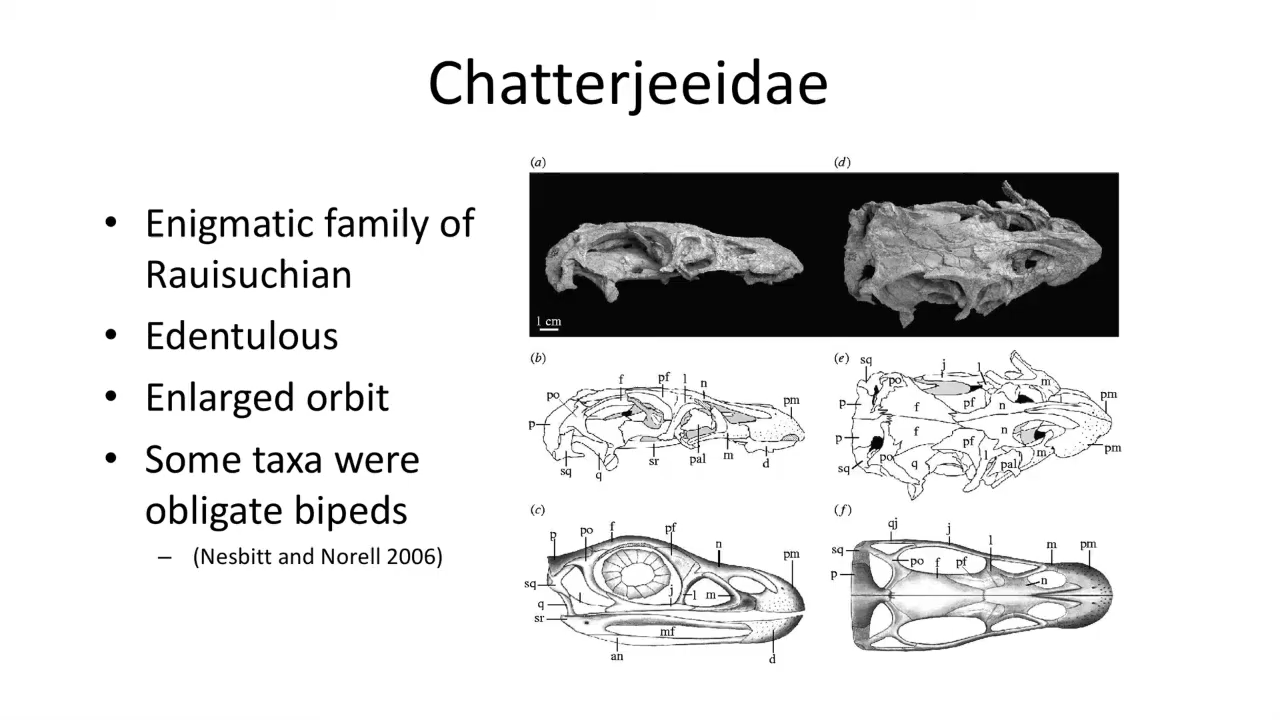 Chatterjeeidae
• Enigmatic family of
Rauisuchian
• Edentulous
• Enlarged orbit
• Some taxa were
obligate bipeds
– (Nesbitt and Norell 2006)
(a)
(d)
1 cm
(b)
f
pf
l
n
po
pm
p
sq
q
sr
pal
m
d
(e)
sq
po
j
l
m
pm
p
f
pf
n
p
f
n
pf
sq
po
q
l
pal
m
pm
(c)
p
po
f
pf
n
pm
sq
j
l
m
q
sr
mf
an
d
(f)
qj
j
l
m
pm
sq
po
f
pf
n
p